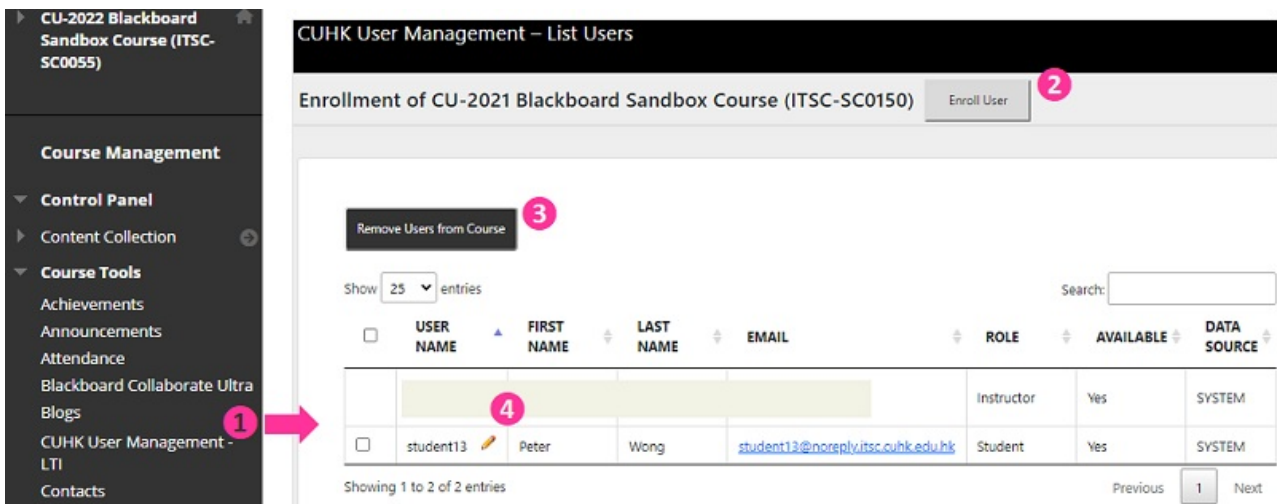 CU-2022 Blackboard
Sandbox Course (ITSC-
SC0055)
Course Management
Control Panel
Content Collection
Course Tools
Achievements
Announcements
Attendance
Blackboard Collaborate Ultra
Blogs
1
CUHK User Management -
LTI
Contacts
CUHK User Management – List Users
Enrollment of CU-2021 Blackboard Sandbox Course (ITSC-SC0150) Enroll User 2
Remove Users from Course 3
Show 25 entries Search:
USER NAME FIRST NAME LAST NAME EMAIL ROLE AVAILABLE DATA SOURCE
Instructor Yes SYSTEM
4
student13 Peter Wong student13@noreply.itsc.cuhk.edu.hk Student Yes SYSTEM
Showing 1 to 2 of 2 entries Previous 1 Next